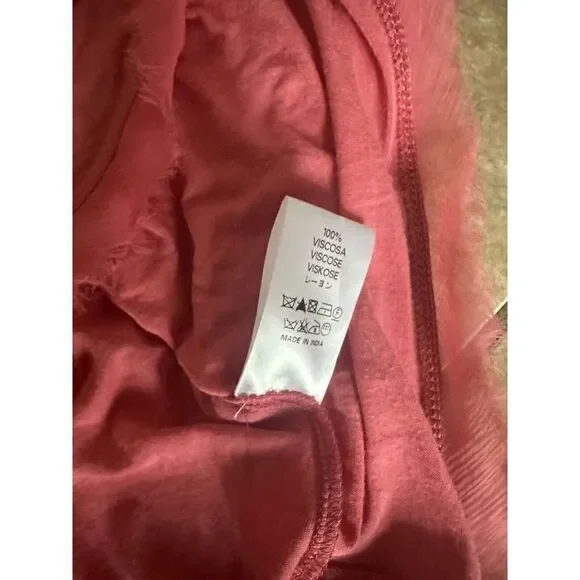 100%
VISCOSA
VISCOSE
VISKOSE
レーヨン
F
MADE IN INDIA